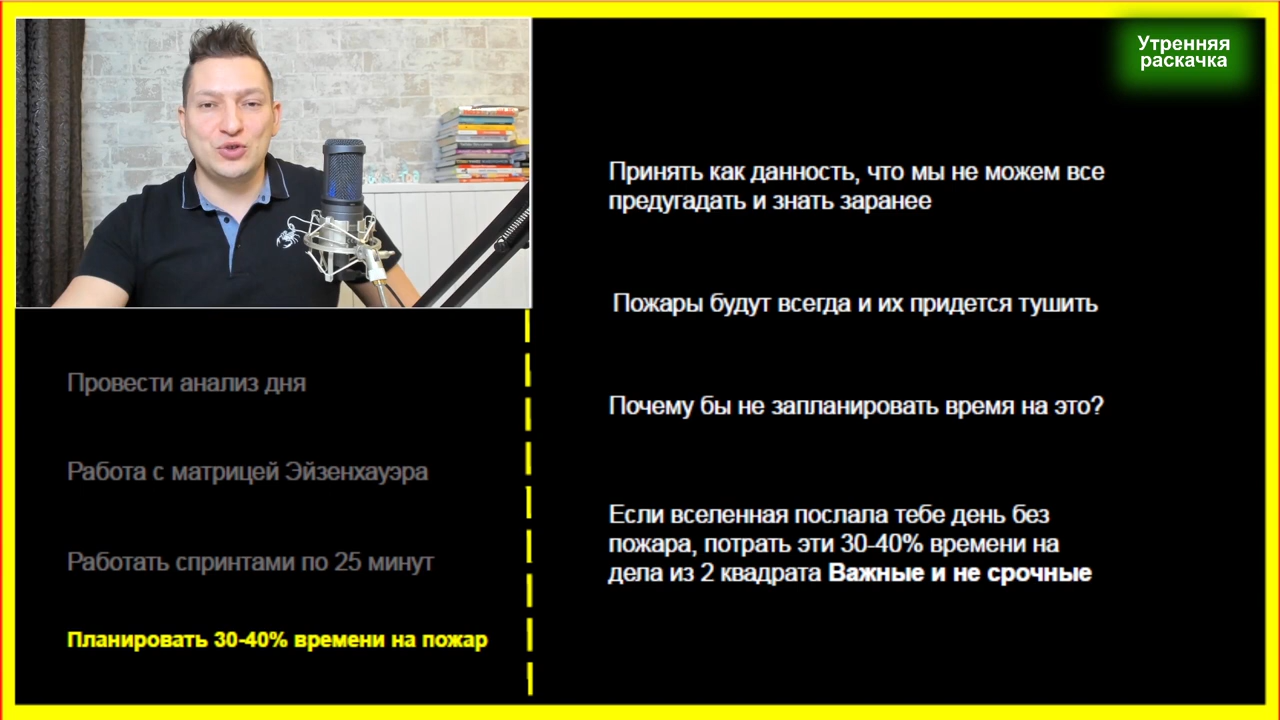 Утренняя
раскачка
Принять как данность, что мы не можем все
предугадать и знать заранее
Пожары будут всегда и их придется тушить
Почему бы не запланировать время на это?
Если вселенная послала тебе день без
пожара, потрать эти 30-40% времени на
дела из 2 квадрата Важные и не срочные
Провести анализ дня
Работа с матрицей Эйзенхауэра
Работать спринтами по 25 минут
Планировать 30-40% времени на пожар